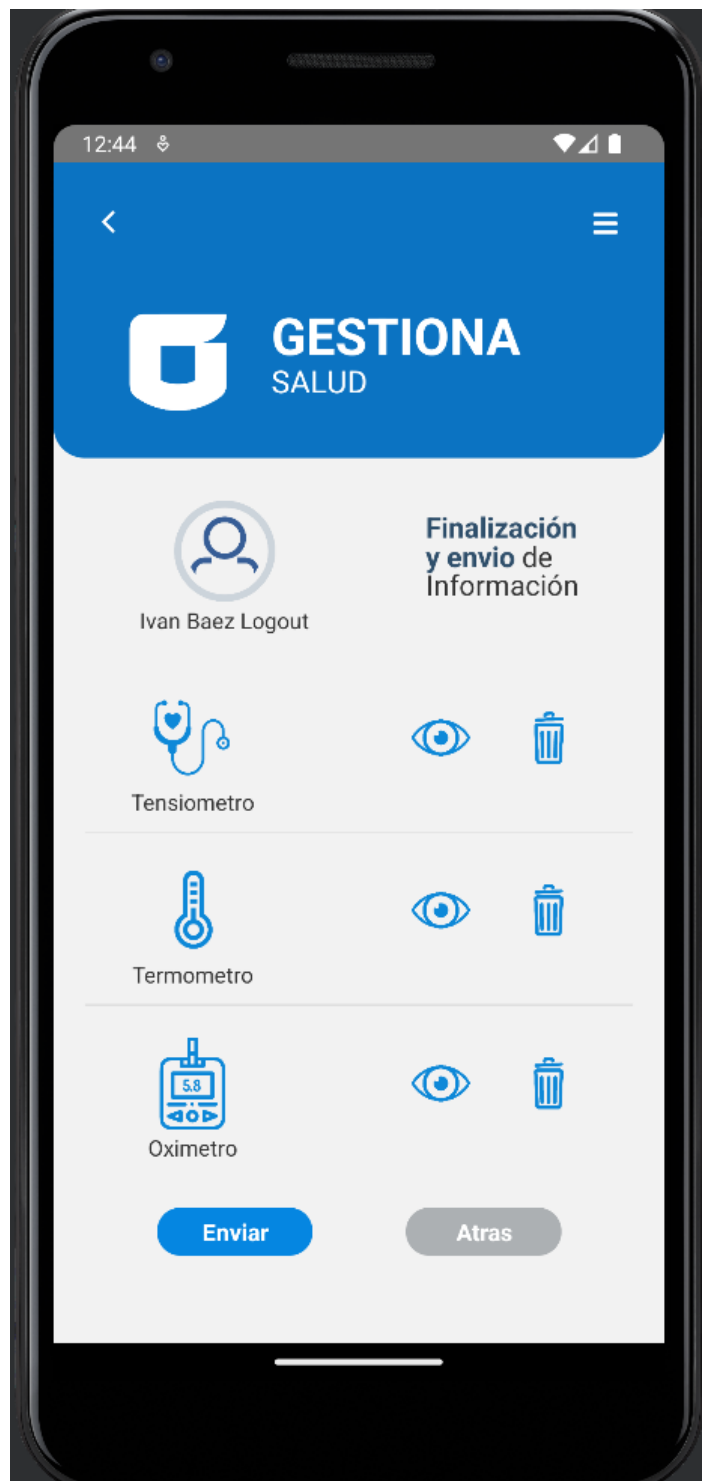 12:44
GESTIONA
SALUD
Ivan Baez Logout
Finalización
y envio de
Información
Tensiometro
Termometro
5.8
Oximetro
Enviar
Atras